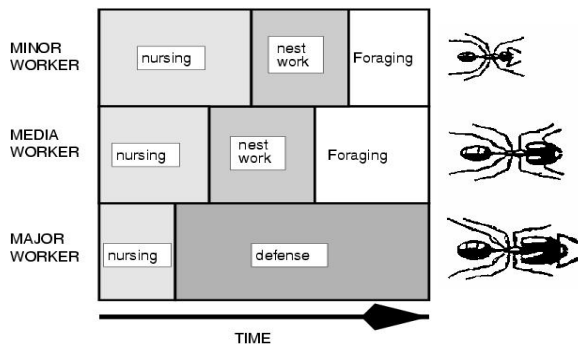 MINOR
WORKER
nursing
nest
work
Foraging
MEDIA
WORKER
nursing
nest
work
Foraging
MAJOR
WORKER
nursing
defense
TIME